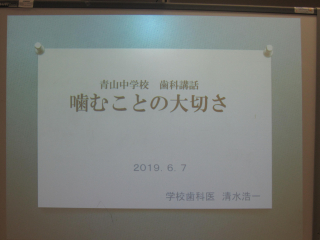 青山中学校　歯科講話
噛むことの大切さ
2019. 6. 7
学校歯科医　清水浩一